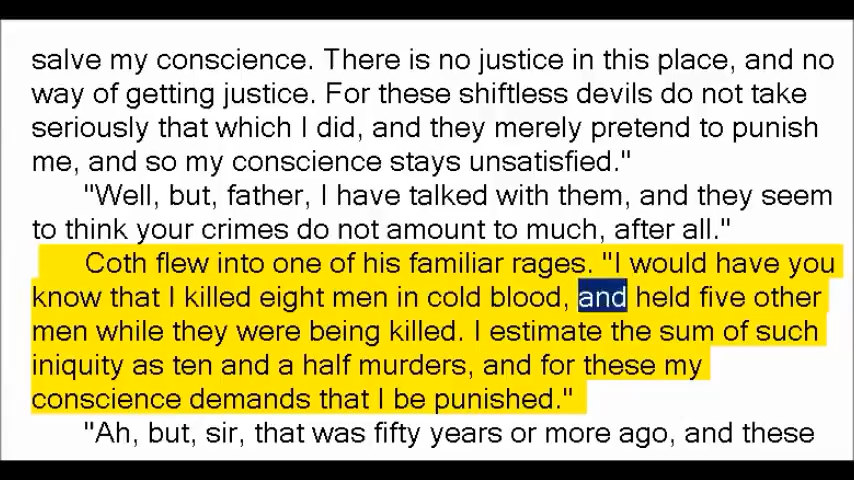 salve my conscience. There is no justice in this place, and no
way of getting justice. For these shiftless devils do not take
seriously that which I did, and they merely pretend to punish
me, and so my conscience stays unsatisfied."
"Well, but, father, I have talked with them, and they seem
to think your crimes do not amount to much, after all."
Coth flew into one of his familiar rages. "I would have you
know that I killed eight men in cold blood, and held five other
men while they were being killed. I estimate the sum of such
iniquity as ten and a half murders, and for these my
conscience demands that I be punished."
"Ah, but, sir, that was fifty years or more ago, and these